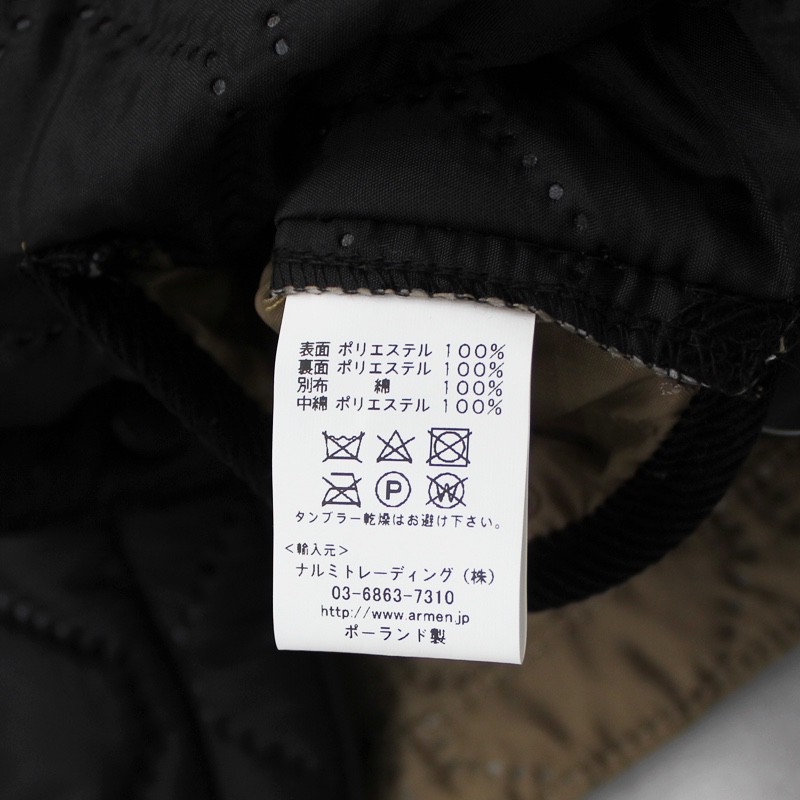 表面 ポリエステル 100%
裏面 ポリエステル 100%
別布 綿 100%
中綿 ポリエステル 100%
P W
タンブラー乾燥はお避け下さい。
<輸入元>
ナルミトレーディング(株)
03-6863-7310
http://www.armen.jp
ポーランド製